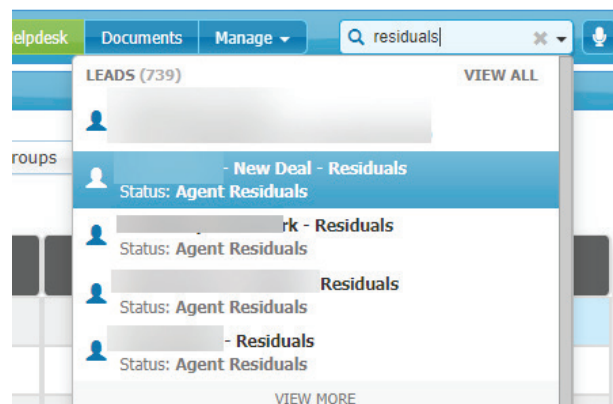 Helpdesk Documents Manage residuals
LEADS (739) VIEW ALL
roups
- New Deal - Residuals
Status: Agent Residuals
rk - Residuals
Status: Agent Residuals
Residuals
Status: Agent Residuals
- Residuals
Status: Agent Residuals
VIEW MORE